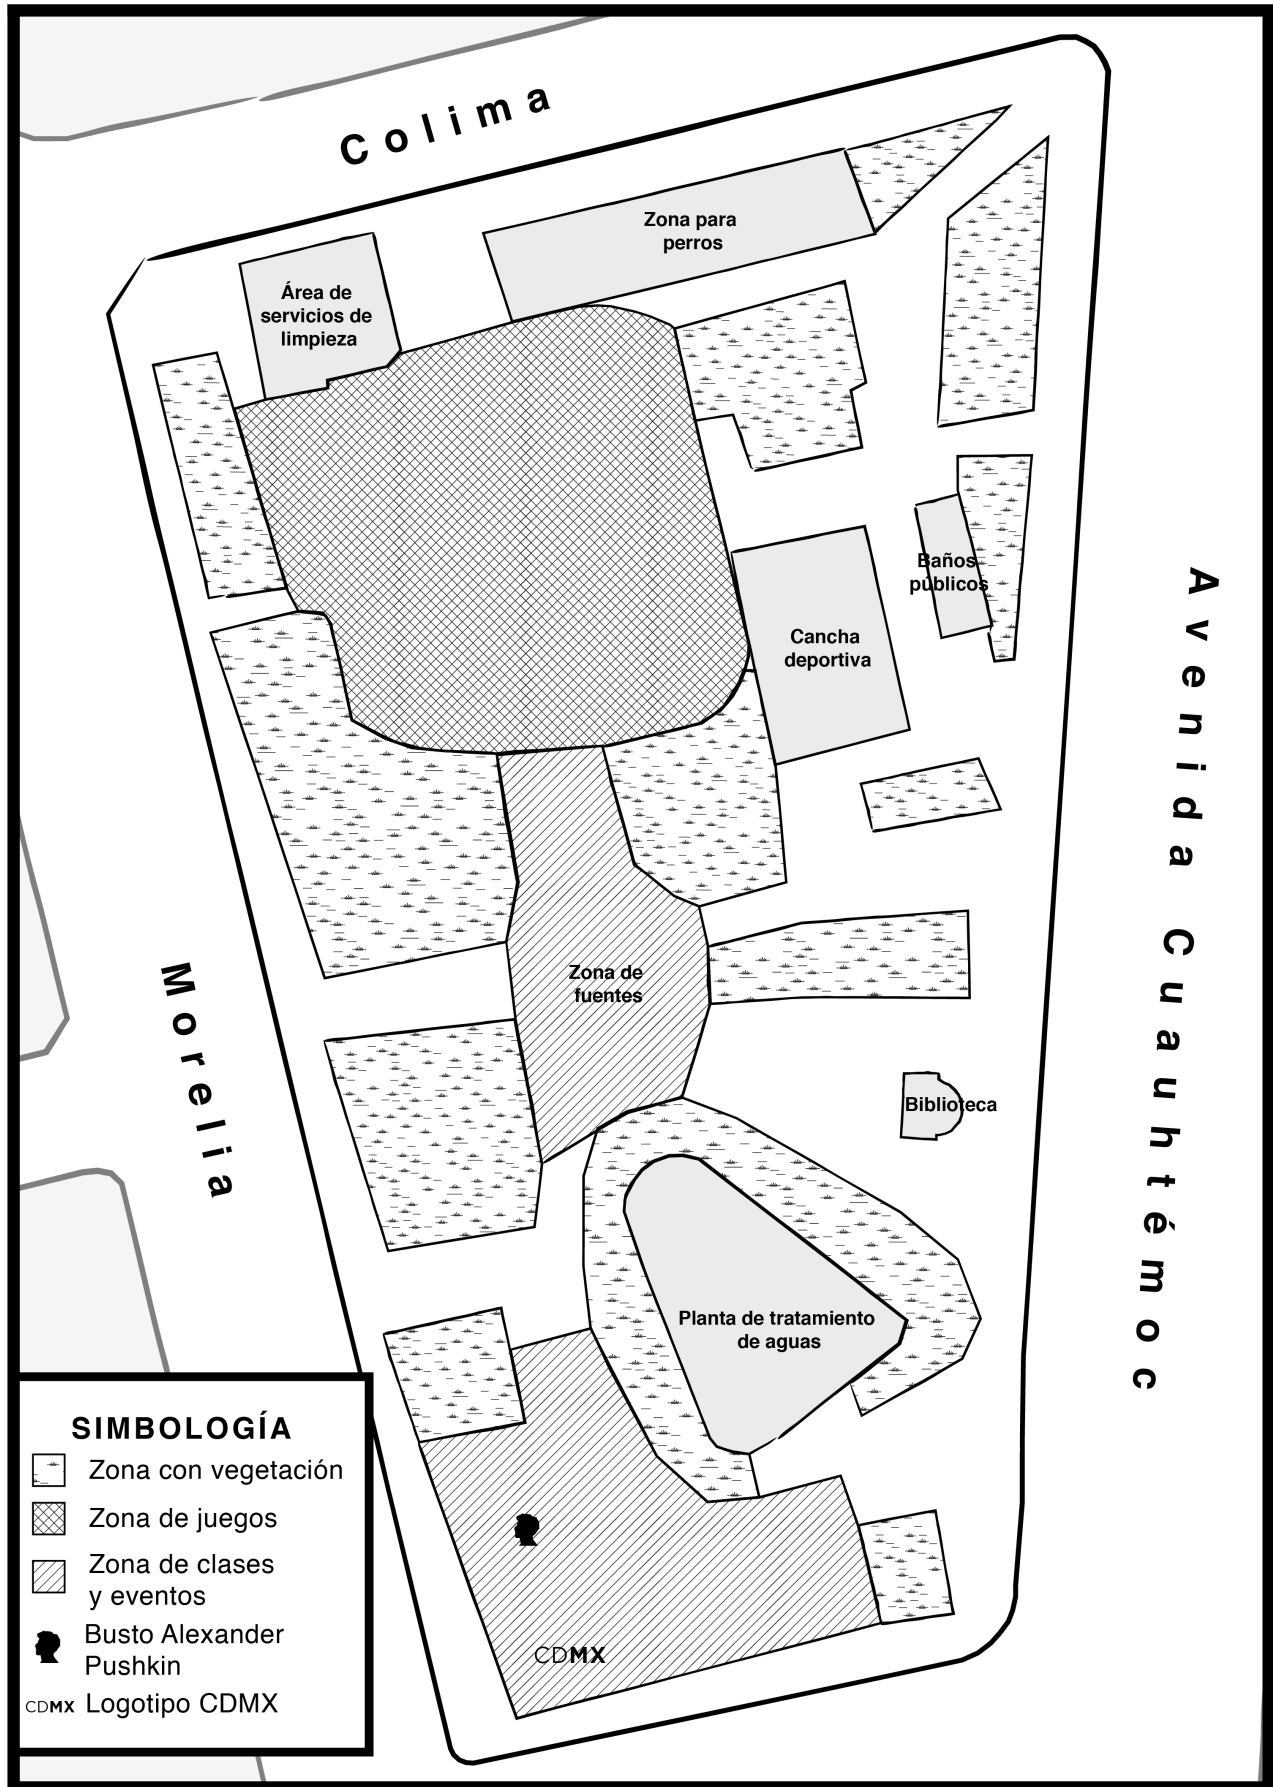 Colima
Zona para
perros
Área de
servicios de
limpieza
Baños
públicos
Cancha
deportiva
Avenida Cuauhtémoc
Zona de
fuentes
Morelia
Biblioteca
Planta de tratamiento
de aguas
CDMX
SIMBOLOGÍA
Zona con vegetación
Zona de juegos
Zona de clases
y eventos
Busto Alexander
Pushkin
CDMX Logotipo CDMX